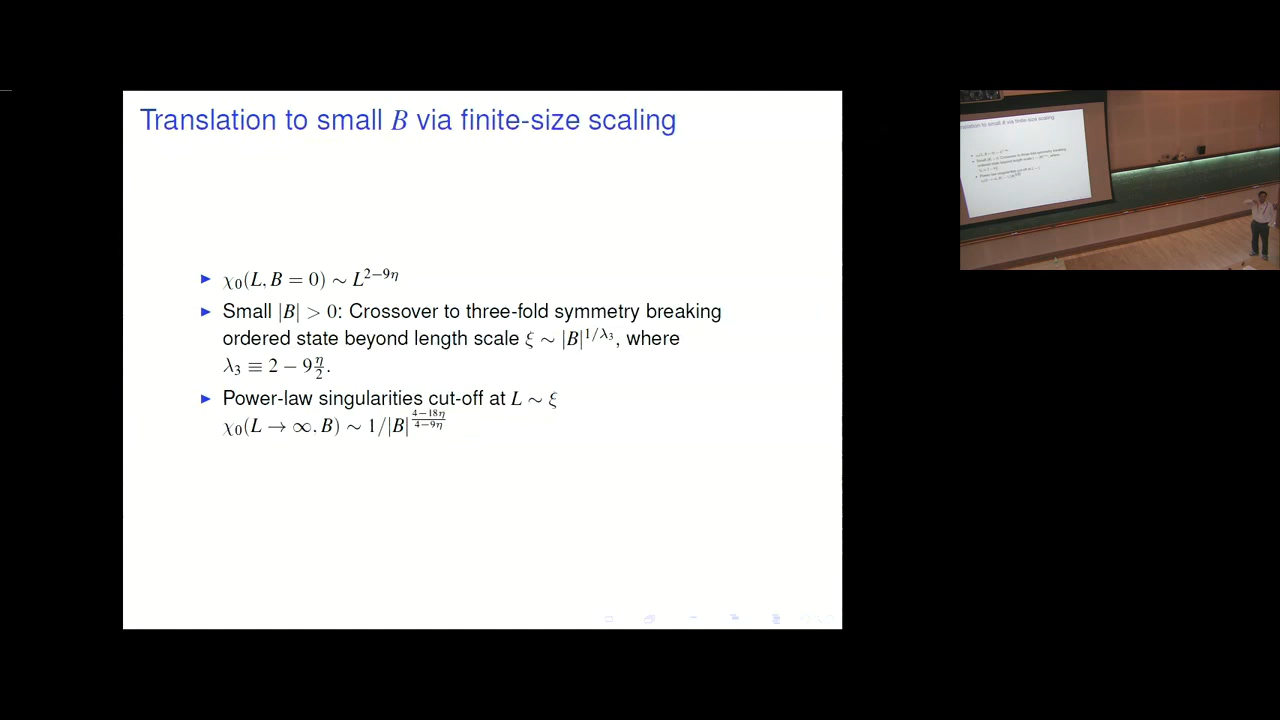 Translation to small B via finite-size scaling
▶ χ₀(L, B = 0) ∼ L^{2−9η}
▶ Small |B| > 0: Crossover to three-fold symmetry breaking
ordered state beyond length scale ξ ∼ |B|^{1/λ₃}, where
λ₃ ≡ 2 − 9\frac{η}{2}.
▶ Power-law singularities cut-off at L ∼ ξ
χ₀(L → ∞, B) ∼ 1/|B|^{\frac{4−18η}{4−9η}}